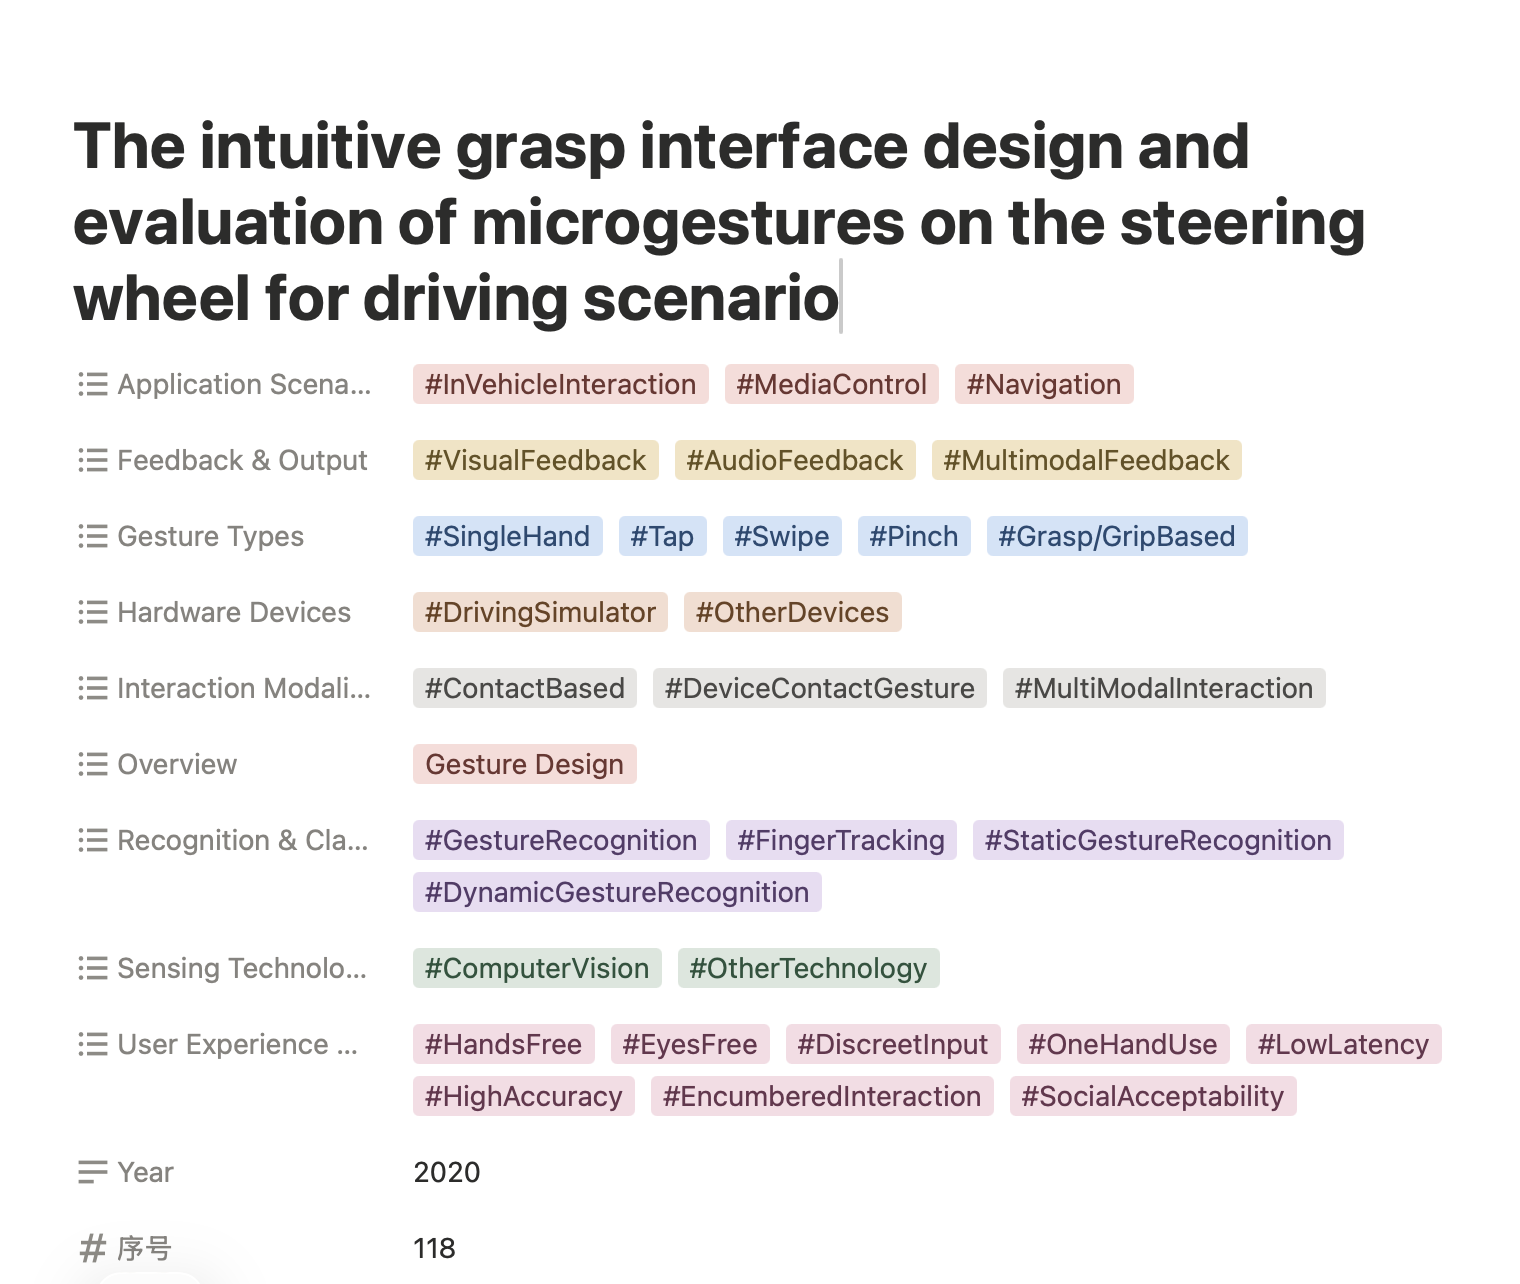 The intuitive grasp interface design and
evaluation of microgestures on the steering
wheel for driving scenario
Application Scena... #InVehicleInteraction #MediaControl #Navigation
Feedback & Output #VisualFeedback #AudioFeedback #MultimodalFeedback
Gesture Types #SingleHand #Tap #Swipe #Pinch #Grasp/GripBased
Hardware Devices #DrivingSimulator #OtherDevices
Interaction Modali... #ContactBased #DeviceContactGesture #MultiModalInteraction
Overview Gesture Design
Recognition & Cla... #GestureRecognition #FingerTracking #StaticGestureRecognition
#DynamicGestureRecognition
Sensing Technolo... #ComputerVision #OtherTechnology
User Experience ... #HandsFree #EyesFree #DiscreetInput #OneHandUse #LowLatency
#HighAccuracy #EncumberedInteraction #SocialAcceptability
Year 2020
序号 118